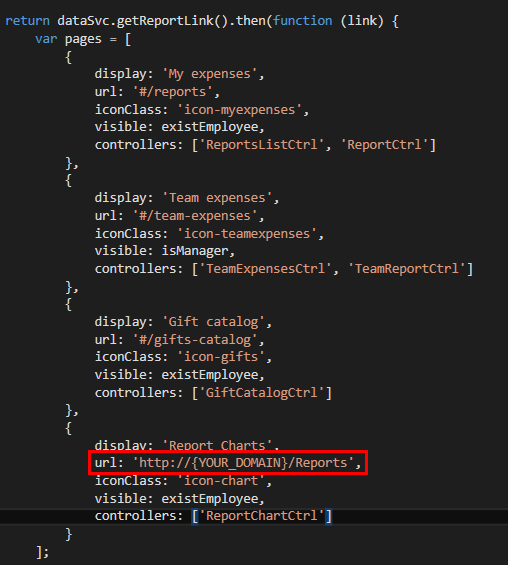 return dataSvc.getReportLink().then(function (link) {
    var pages = [
        {
            display: 'My expenses',
            url: '#/reports',
            iconClass: 'icon-myexpenses',
            visible: existEmployee,
            controllers: ['ReportsListCtrl', 'ReportCtrl']
        },
        {
            display: 'Team expenses',
            url: '#/team-expenses',
            iconClass: 'icon-teamexpenses',
            visible: isManager,
            controllers: ['TeamExpensesCtrl', 'TeamReportCtrl']
        },
        {
            display: 'Gift catalog',
            url: '#/gifts-catalog',
            iconClass: 'icon-gifts',
            visible: existEmployee,
            controllers: ['GiftCatalogCtrl']
        },
        {
            display: 'Report Charts',
            url: 'http://{YOUR_DOMAIN}/Reports',
            iconClass: 'icon-chart',
            visible: existEmployee,
            controllers: ['ReportChartCtrl']
        }
    ];